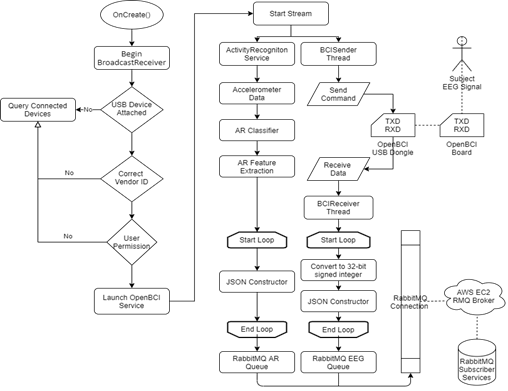 OnCreate()
Begin
BroadcastReceiver
USB Device
Attached
No
Query Connected
Devices
Correct
Vendor ID
No
User
Permission
No
Launch OpenBCI
Service
Start Stream
ActivityRecogniton
Service
Accelerometer
Data
AR Classifier
AR Feature
Extraction
Start Loop
JSON Constructor
End Loop
RabbitMQ AR
Queue
BCISender
Thread
Send
Command
TXD
RXD
OpenBCI
USB Dongle
TXD
RXD
OpenBCI
Board
Subject
EEG Signal
Receive
Data
BCIReceiver
Thread
Start Loop
Convert to 32-bit
signed integer
JSON Constructor
End Loop
RabbitMQ EEG
Queue
RabbitMQ
Connection
AWS EC2
RMQ Broker
RabbitMQ
Subscriber
Services